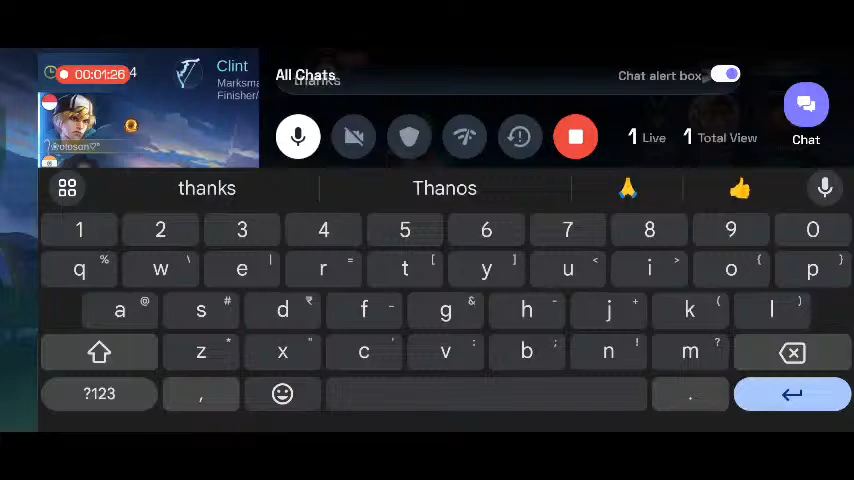 00:01:26 4
Clint
Marksma
Finisher/
All Chats
thanks
Chat alert box
1 Live 1 Total View
Chat
thanks Thanos 🙏 👍
1 2 3 4 5 6 7 8 9 0
q % w \ e | r = t [ y ] u < i > o { p }
a @ s # d ₹ f _ g & h - j + k ( l )
z * x " c ' v : b ; n ! m ?
?123 , .